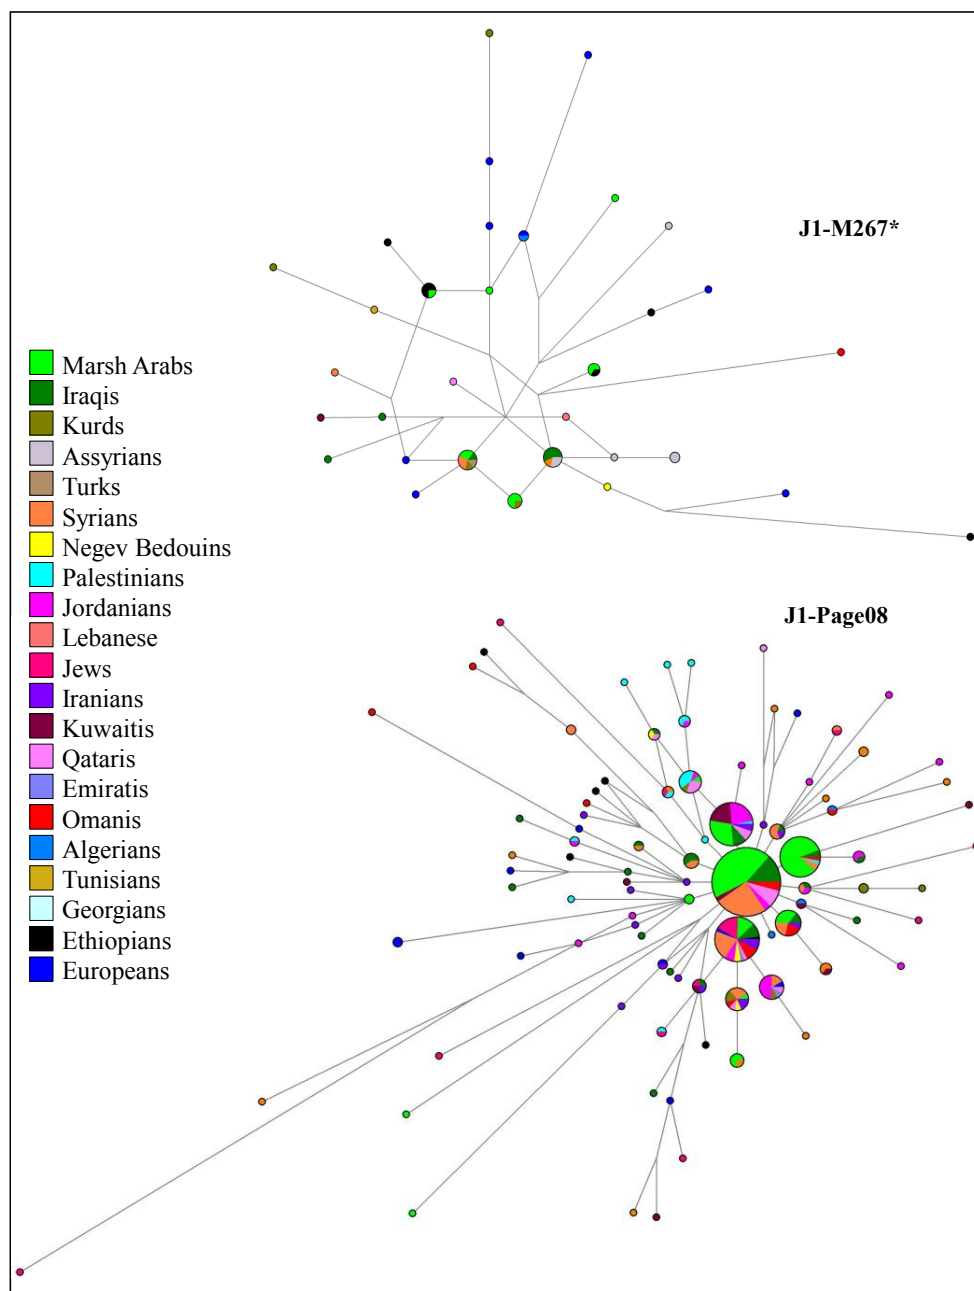 J1-M267*
Marsh Arabs
Iraqis
Kurds
Assyrians
Turks
Syrians
Negev Bedouins
Palestinians
Jordanians
Lebanese
Jews
Iranians
Kuwaitis
Qataris
Emiratis
Omanis
Algerians
Tunisians
Georgians
Ethiopians
Europeans
J1-Page08